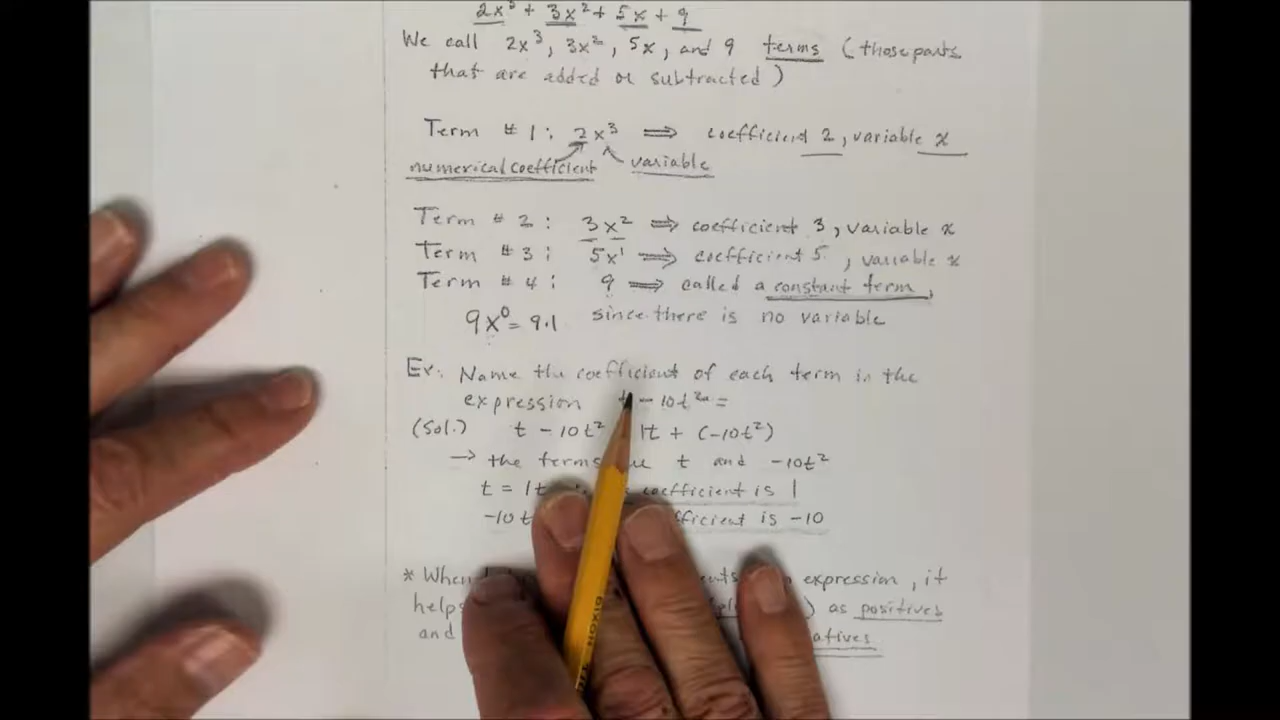 2x³ + 3x² + 5x + 9
We call 2x³, 3x², 5x, and 9 terms (those parts
that are added or subtracted)
Term # 1: 2x³ ⟹ coefficient 2, variable x
numerical coefficient variable
Term # 2: 3x² ⟹ coefficient 3, variable x
Term # 3: 5x¹ ⟹ coefficient 5, variable x
Term # 4: 9 ⟹ called a constant term,
9x⁰ = 9·1 since there is no variable
Ex. Name the coefficient of each term in the
expression t - 10t² =
(Sol.) t - 10t² 1t + (-10t²)
→ the terms t and -10t²
t = 1t coefficient is 1
-10t is -10
* When expression, it
helps as positives
and